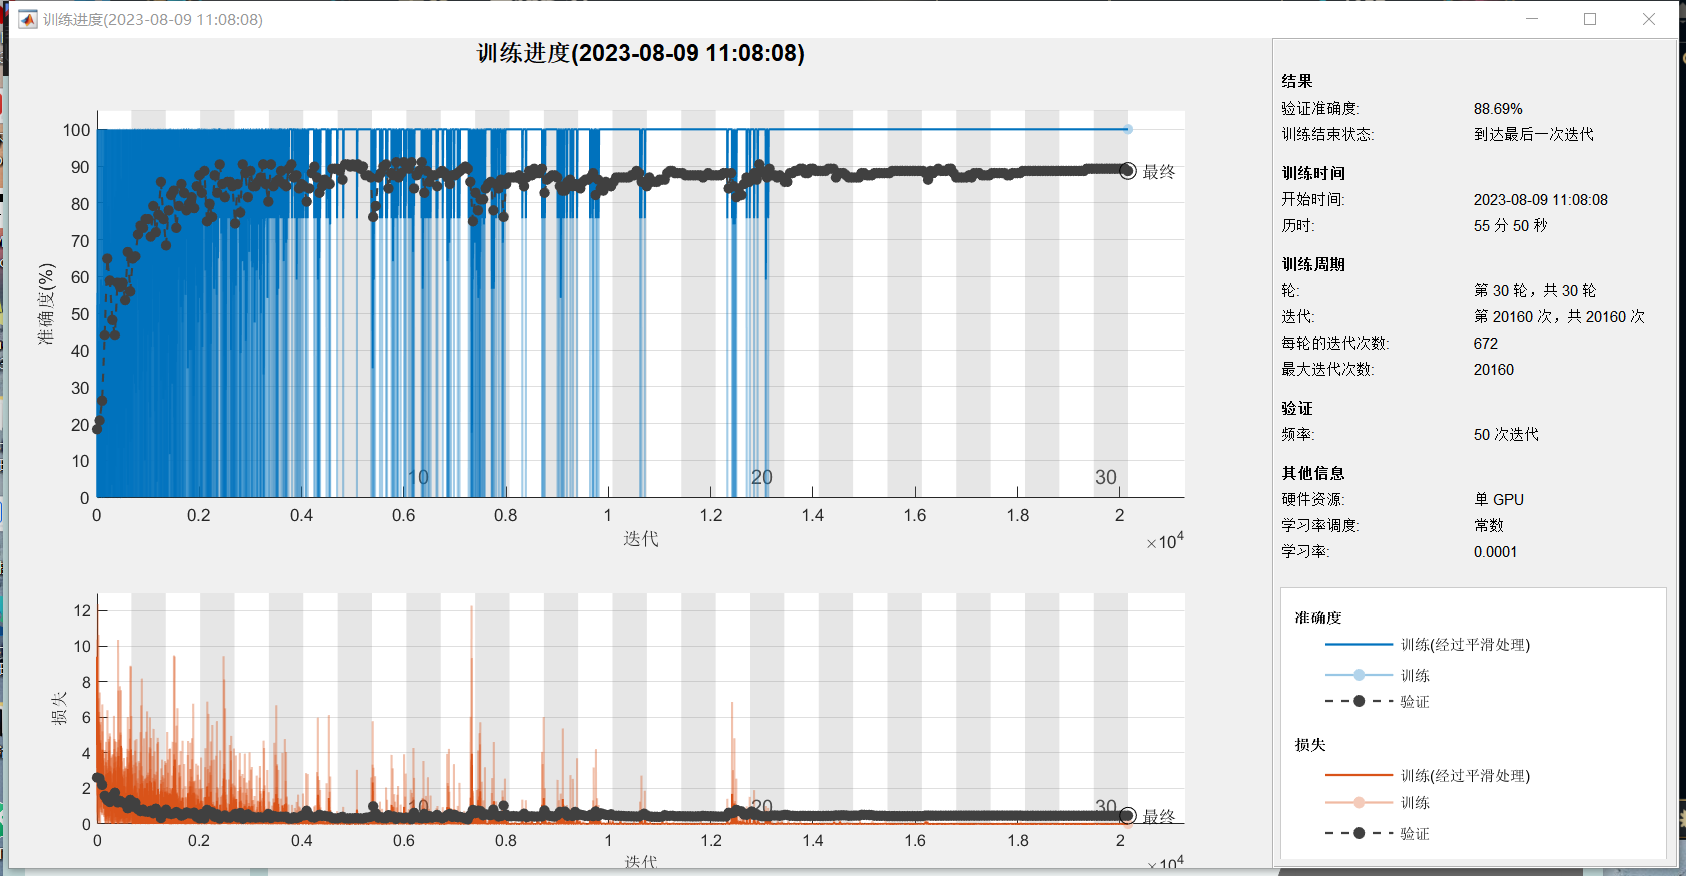 训练进度(2023-08-09 11:08:08)
训练进度(2023-08-09 11:08:08)
准确度(%)
100
90
80
70
60
50
40
30
20
10
0
10
20
30
最终
0
0.2
0.4
0.6
0.8
1
1.2
1.4
1.6
1.8
2
迭代
×10⁴
损失
12
10
8
6
4
2
0
10
20
30
最终
0
0.2
0.4
0.6
0.8
1
1.2
1.4
1.6
1.8
2
迭代
×10⁴
结果
验证准确度: 88.69%
训练结束状态: 到达最后一次迭代
训练时间
开始时间: 2023-08-09 11:08:08
历时: 55 分 50 秒
训练周期
轮: 第 30 轮，共 30 轮
迭代: 第 20160 次，共 20160 次
每轮的迭代次数: 672
最大迭代次数: 20160
验证
频率: 50 次迭代
其他信息
硬件资源: 单 GPU
学习率调度: 常数
学习率: 0.0001
准确度
训练(经过平滑处理)
训练
验证
损失
训练(经过平滑处理)
训练
验证